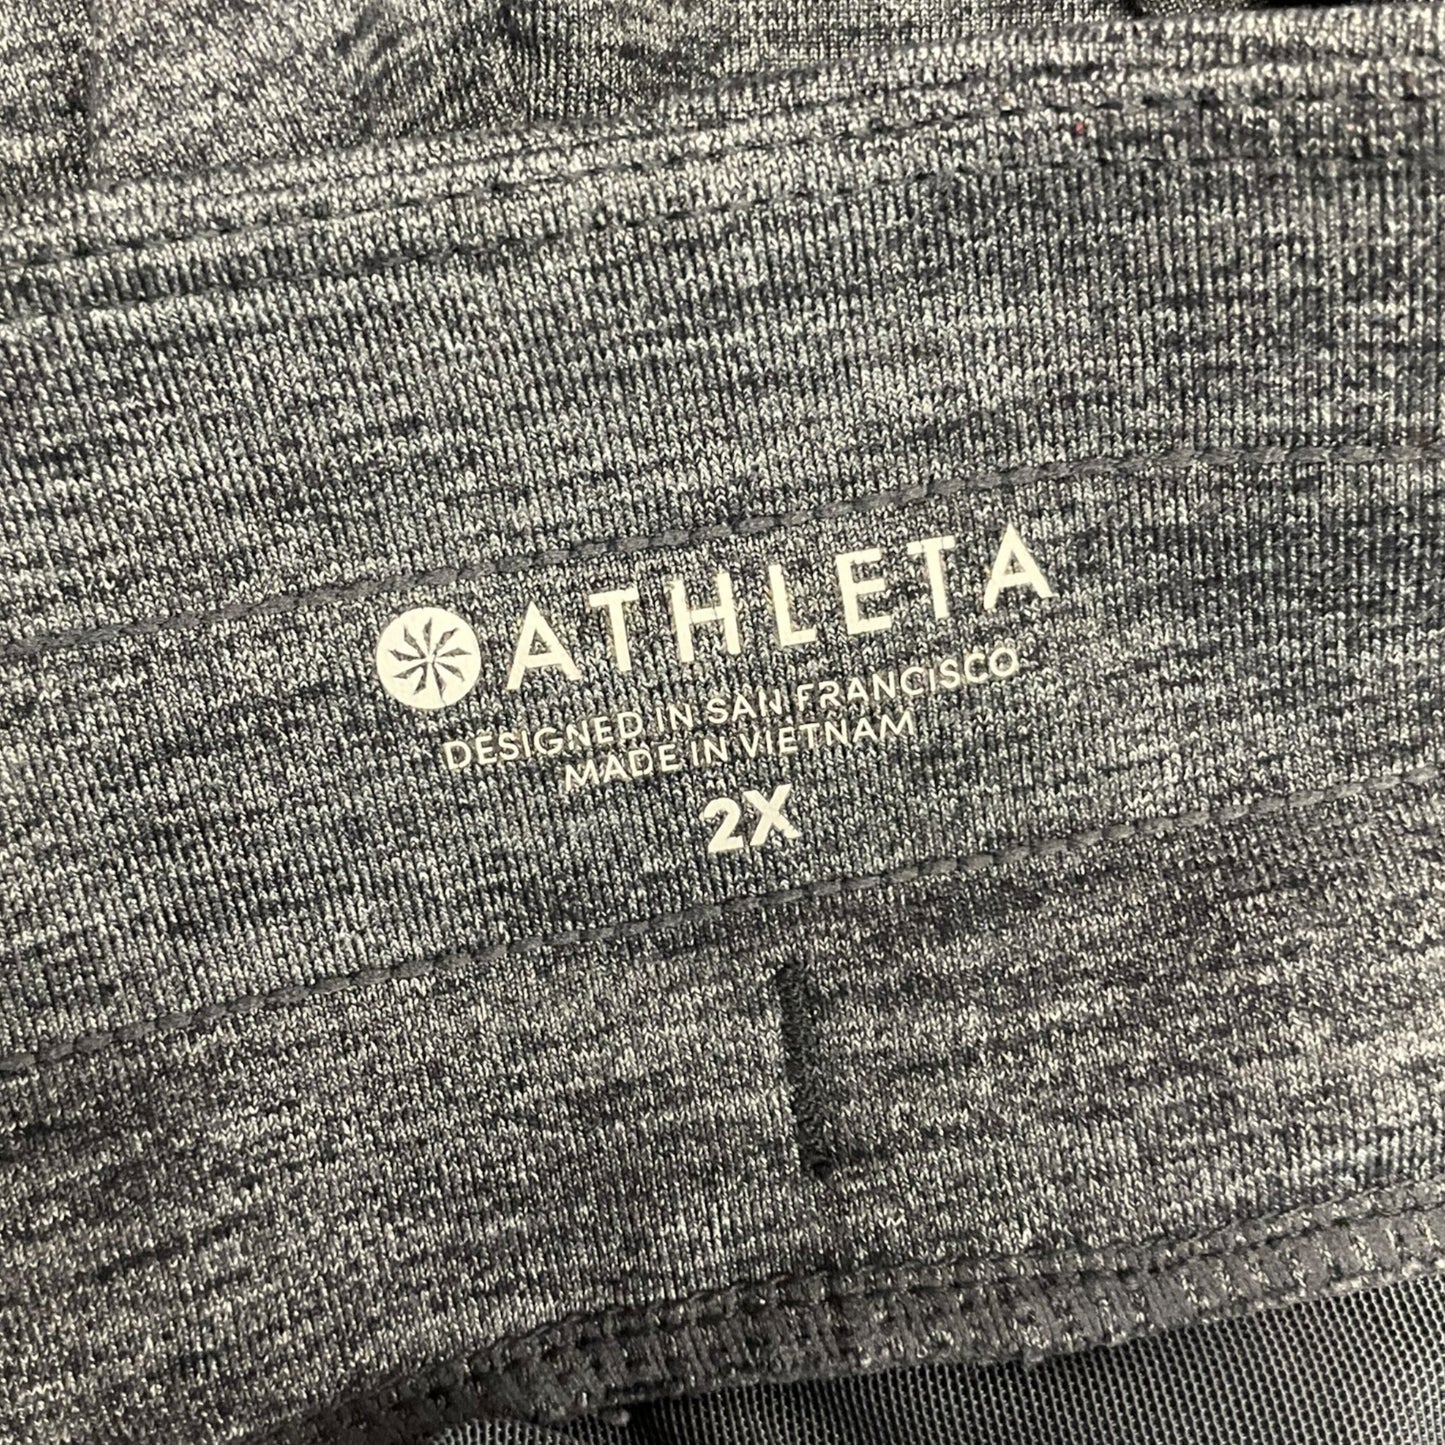 ATHLETA
DESIGNED IN SAN FRANCISCO
MADE IN VIETNAM
2X